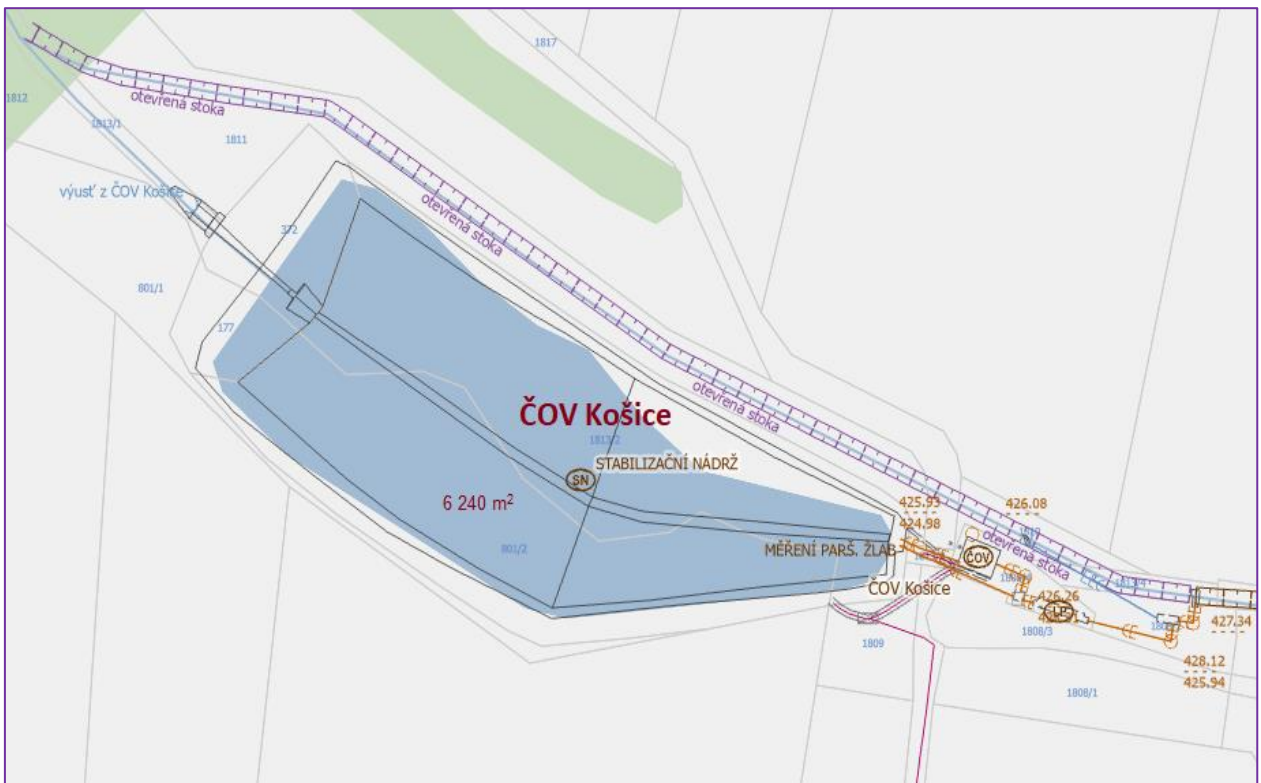 1817
1812
otevřená stoka
1813/1
1811
výusť z ČOV Košice
otevřená stoka
372
801/1
177
otevřená stoka
ČOV Košice
1813/2
STABILIZAČNÍ NÁDRŽ
SN
6 240 m²
425.93
426.08
424.98
otevřená stoka
801/2
MĚŘENÍ PARŠ. ŽLAB
ČOV
ČOV Košice
426.26
LP
427.34
1808/3
1809
428.12
425.94
1808/1